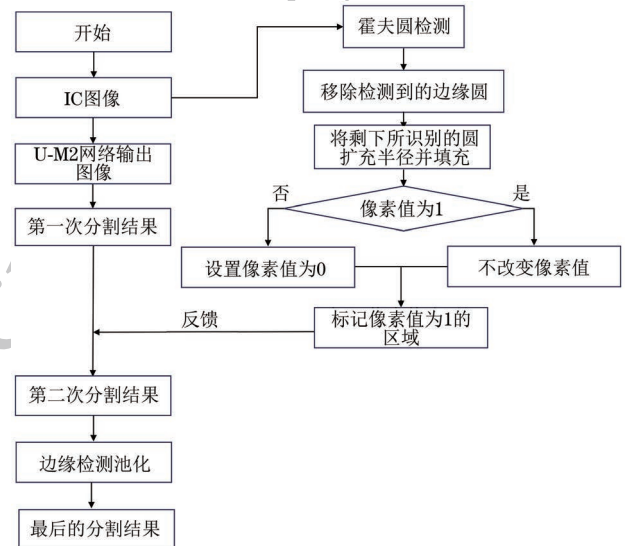 开始
IC图像
U-M2网络输出
图像
第一次分割结果
霍夫圆检测
移除检测到的边缘圆
将剩下所识别的圆
扩充半径并填充
否
像素值为1
是
设置像素值为0
不改变像素值
标记像素值为1的
区域
反馈
第二次分割结果
边缘检测池化
最后的分割结果